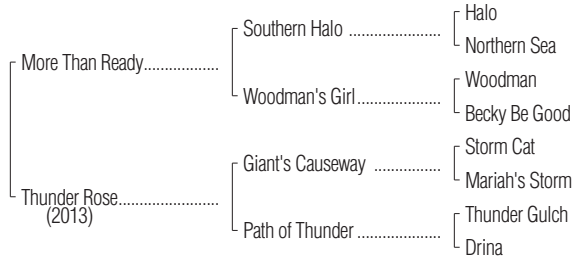 Halo
Southern Halo ...................
Northern Sea
More Than Ready................
Woodman
Woodman's Girl.................
Becky Be Good
Storm Cat
Giant's Causeway ..............
Mariah's Storm
Thunder Rose.....................
(2013)
Thunder Gulch
Path of Thunder .................
Drina